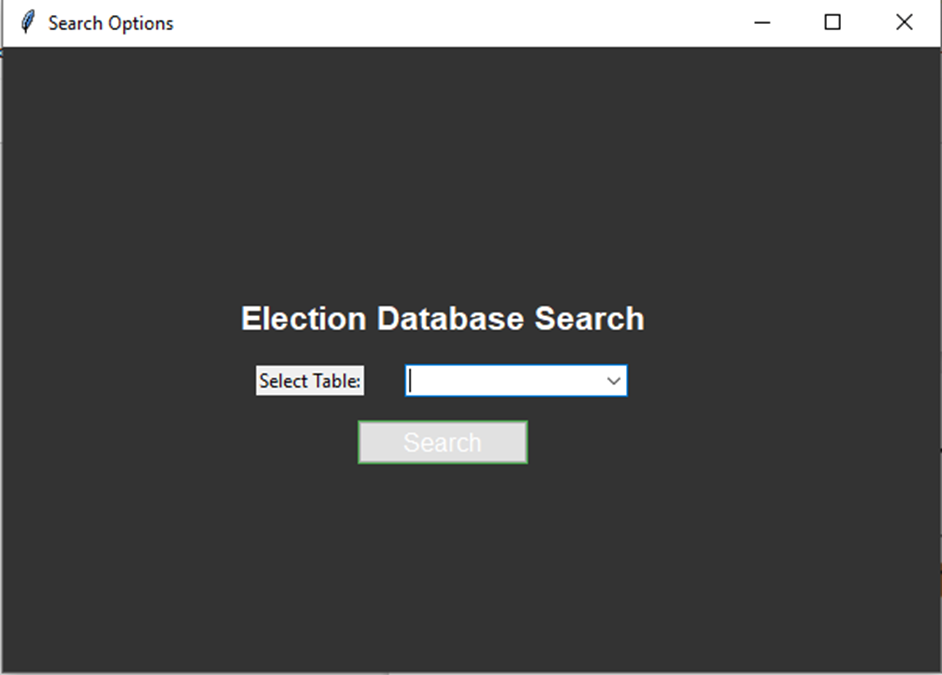 Search Options
Election Database Search
Select Table:
Search